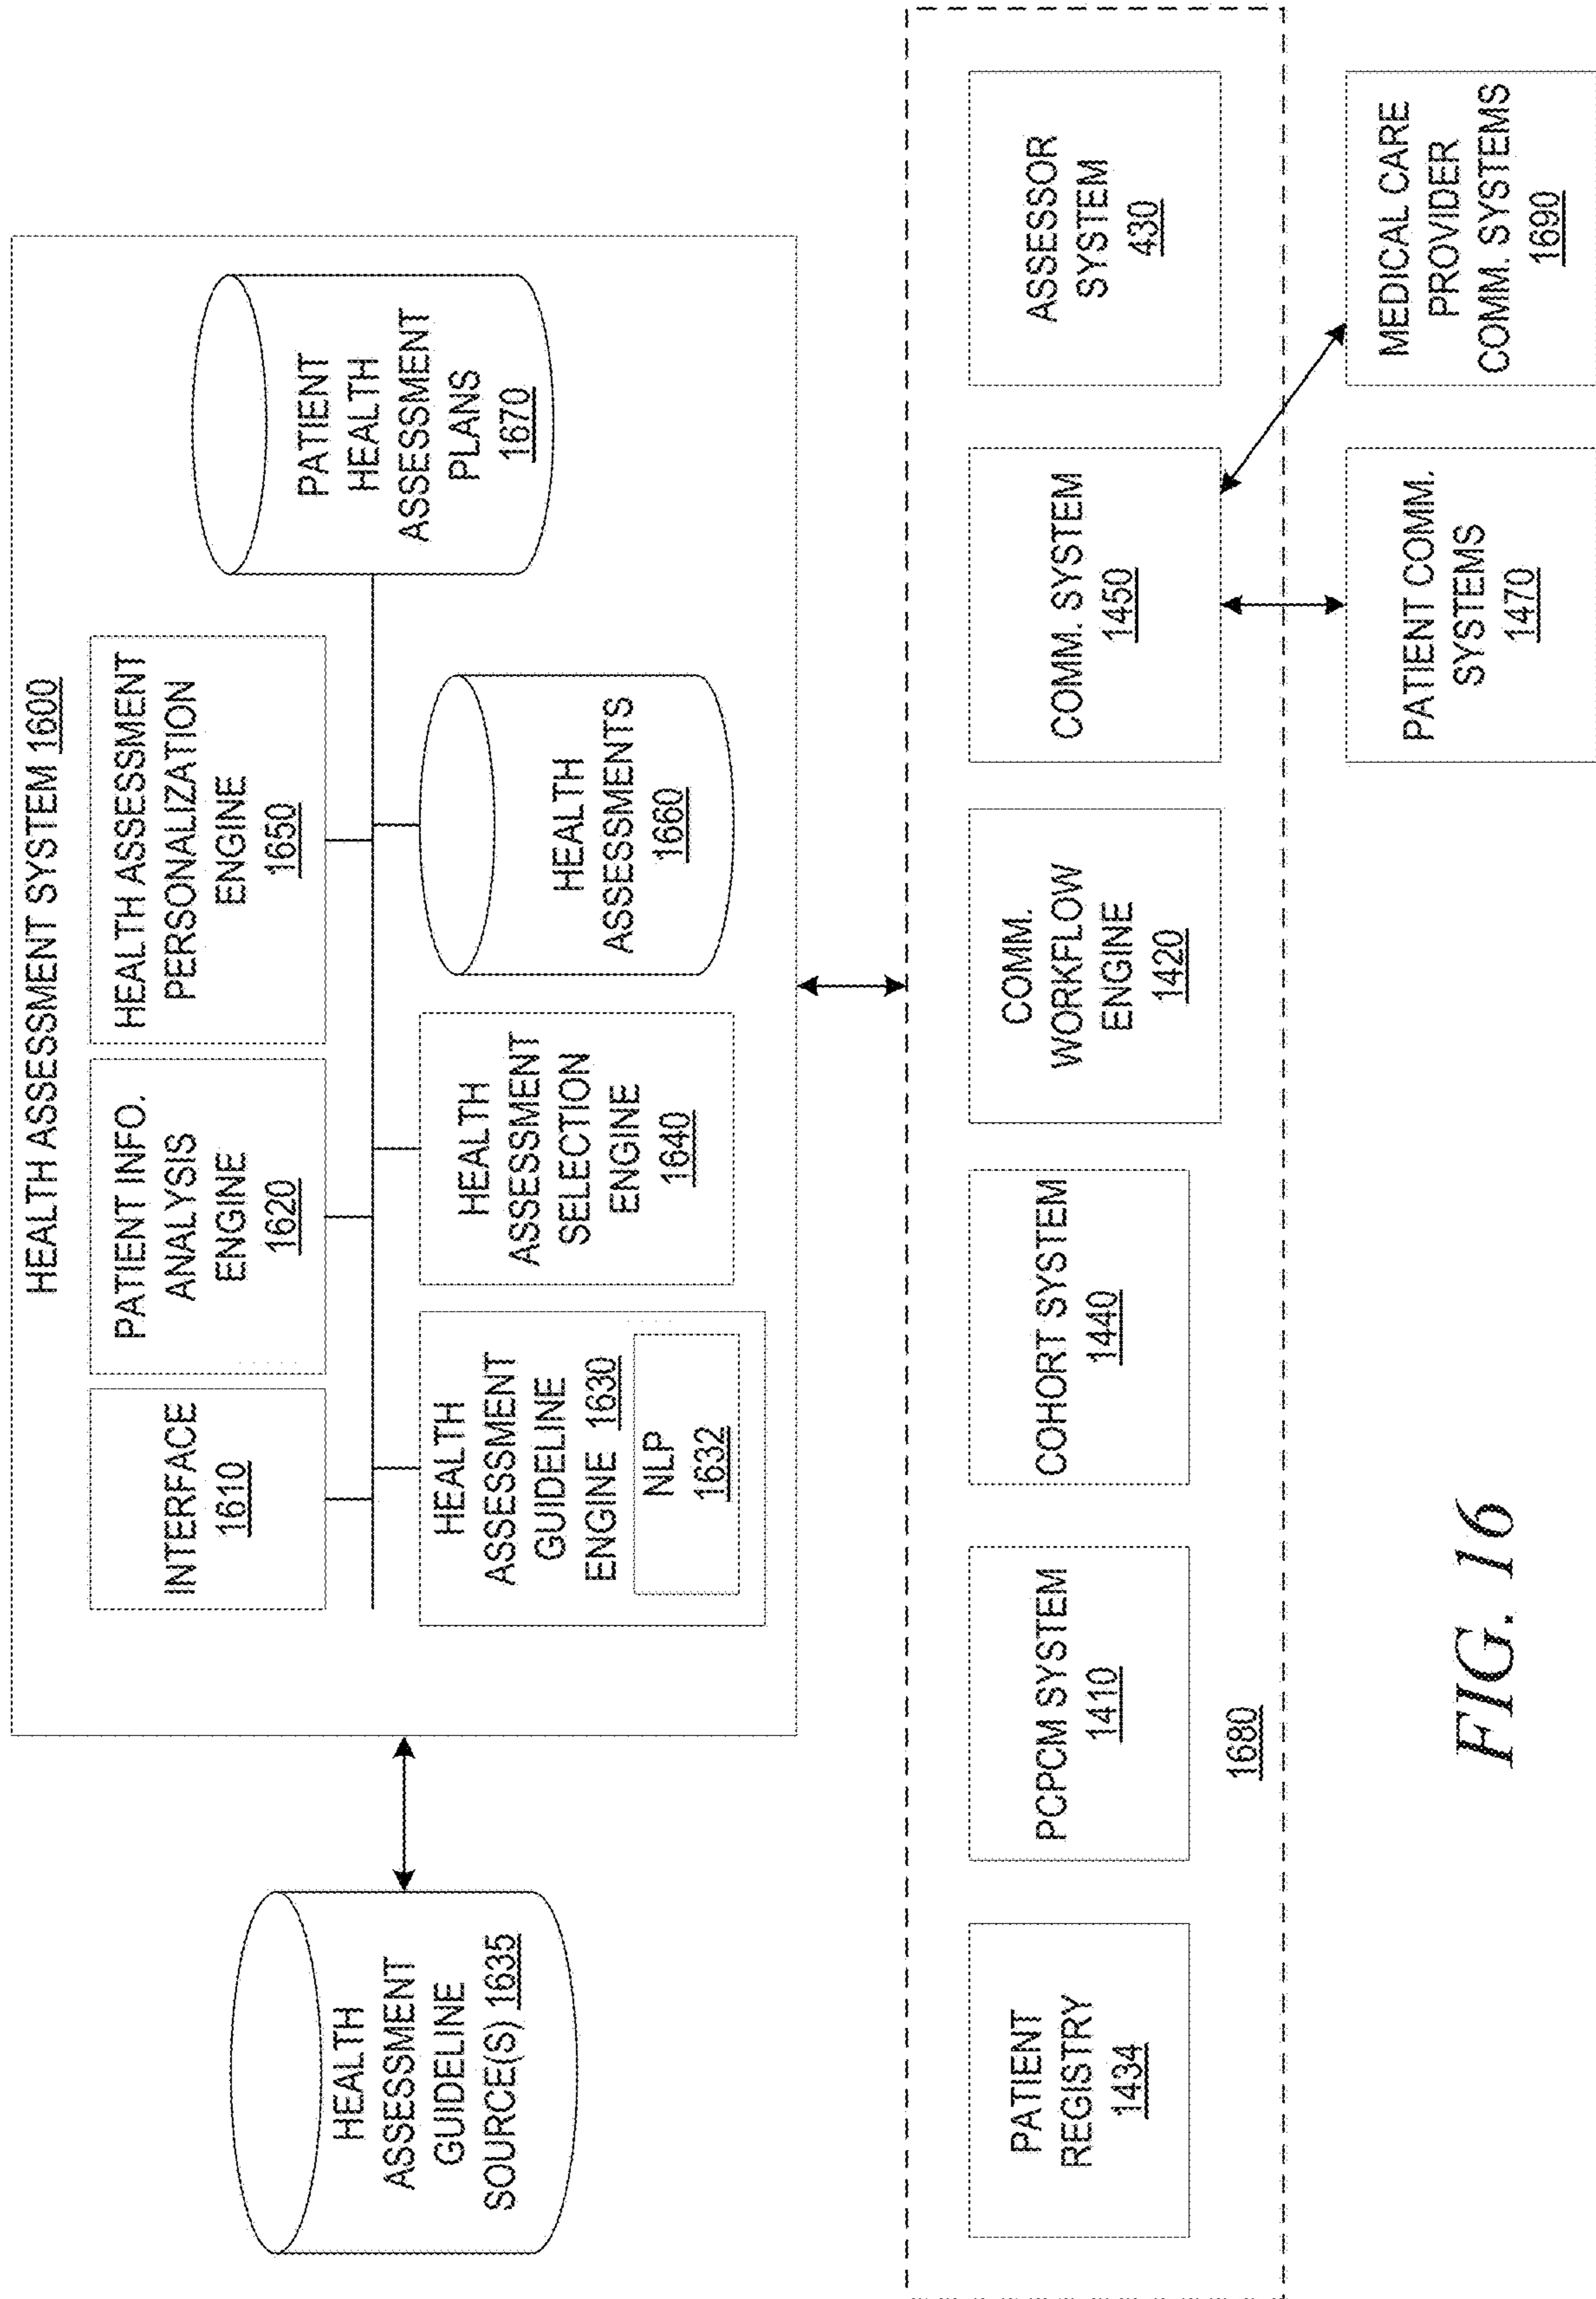 HEALTH ASSESSMENT SYSTEM 1600
INTERFACE
1610
PATIENT INFO.
ANALYSIS
ENGINE
1620
HEALTH ASSESSMENT
PERSONALIZATION
ENGINE
1650
PATIENT
HEALTH
ASSESSMENT
PLANS
1670
HEALTH
ASSESSMENT
GUIDELINE
SOURCE(S) 1635
HEALTH
ASSESSMENT
GUIDELINE
ENGINE 1630
NLP
1632
HEALTH
ASSESSMENT
SELECTION
ENGINE
1640
HEALTH
ASSESSMENTS
1660
PATIENT
REGISTRY
1434
PCPCM SYSTEM
1410
COHORT SYSTEM
1440
COMM.
WORKFLOW
ENGINE
1420
COMM. SYSTEM
1450
ASSESSOR
SYSTEM
430
1680
PATIENT COMM.
SYSTEMS
1470
MEDICAL CARE
PROVIDER
COMM. SYSTEMS
1690
FIG. 16